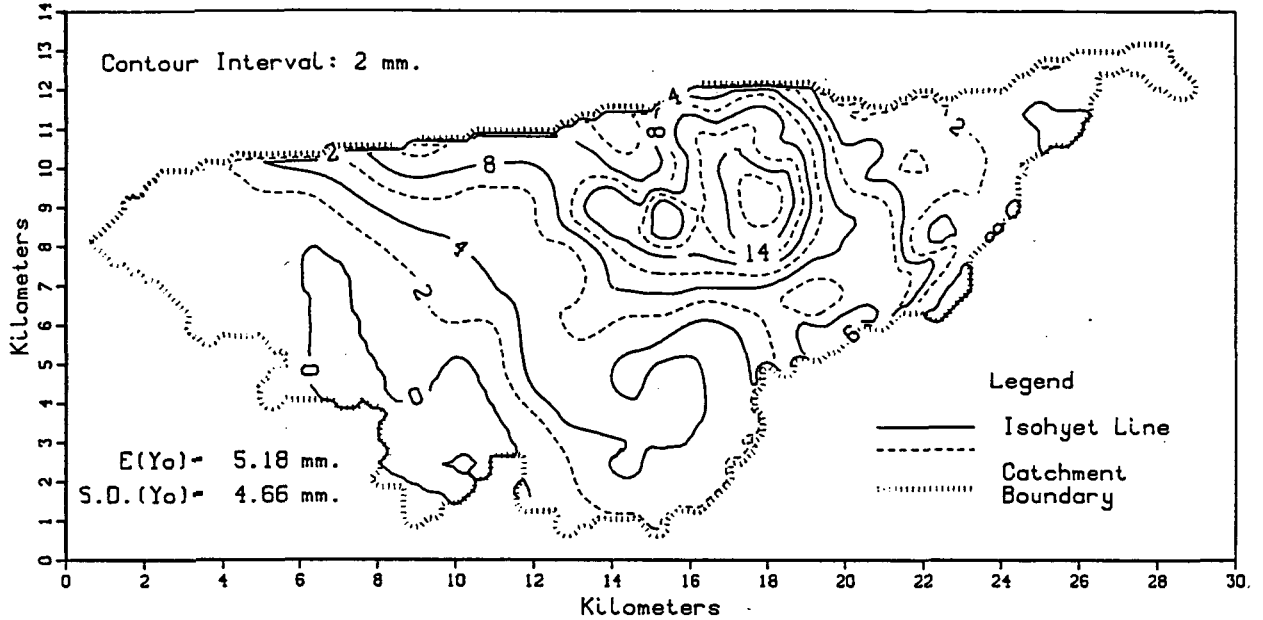 Contour Interval: 2 mm.
E(Yo)= 5.18 mm.
S.D.(Yo)= 4.66 mm.
Legend
Isohyet Line
Catchment
Boundary
2
4
8
8
4
2
14
2
6
0
0
Kilometers
0 1 2 3 4 5 6 7 8 9 10 11 12 13 14
0 2 4 6 8 10 12 14 16 18 20 22 24 26 28 30.
Kilometers